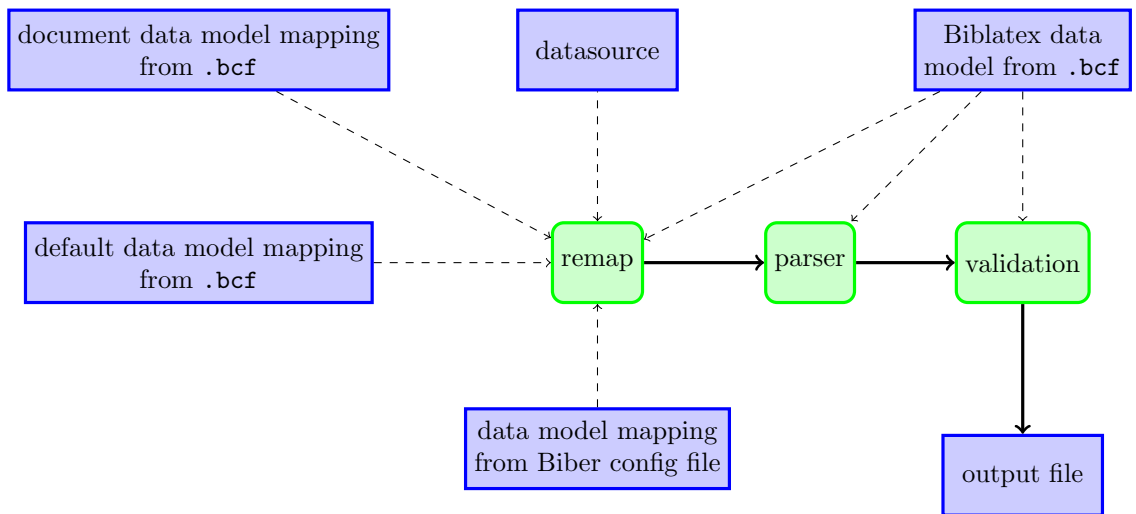 document data model mapping
from .bcf
datasource
Biblatex data
model from .bcf
default data model mapping
from .bcf
remap
parser
validation
data model mapping
from Biber config file
output file